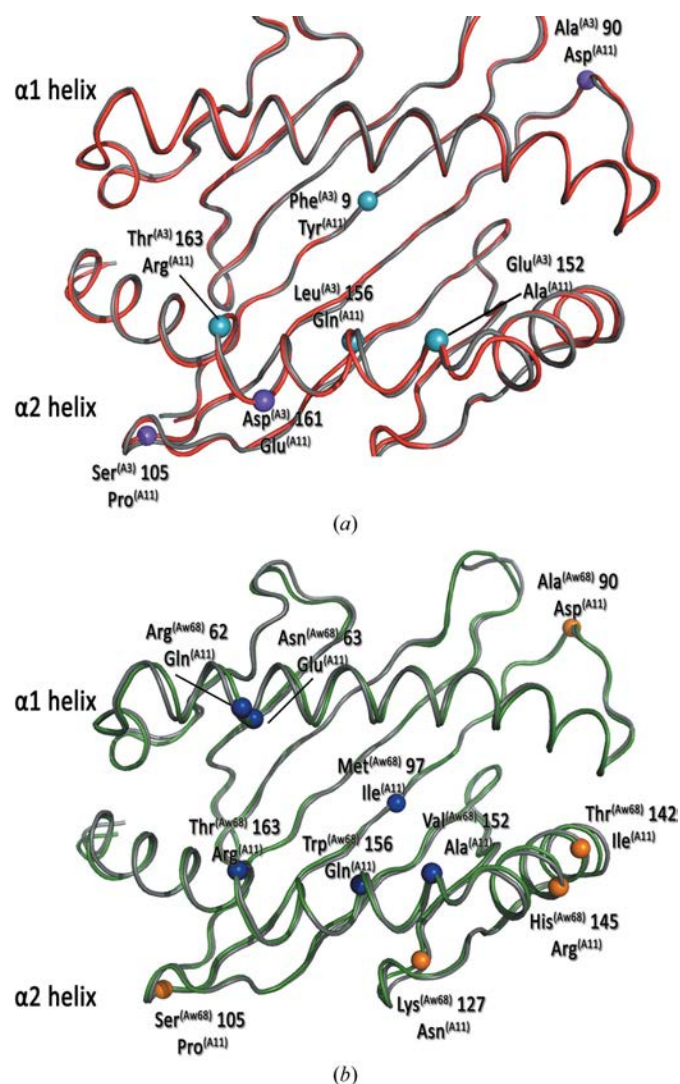 Ala(A3) 90
Asp(A11)
α1 helix
Phe(A3) 9
Tyr(A11)
Thr(A3) 163
Arg(A11)
Glu(A3) 152
Ala(A11)
Leu(A3) 156
Gln(A11)
α2 helix
Asp(A3) 161
Glu(A11)
Ser(A3) 105
Pro(A11)
(a)
Ala(Aw68) 90
Asp(A11)
Arg(Aw68) 62
Gln(A11)
Asn(Aw68) 63
Glu(A11)
α1 helix
Met(Aw68) 97
Ile(A11)
Thr(Aw68) 163
Arg(A11)
Trp(Aw68) 156
Gln(A11)
Val(Aw68) 152
Ala(A11)
Thr(Aw68) 142
Ile(A11)
His(Aw68) 145
Arg(A11)
α2 helix
Lys(Aw68) 127
Asn(A11)
Ser(Aw68) 105
Pro(A11)
(b)